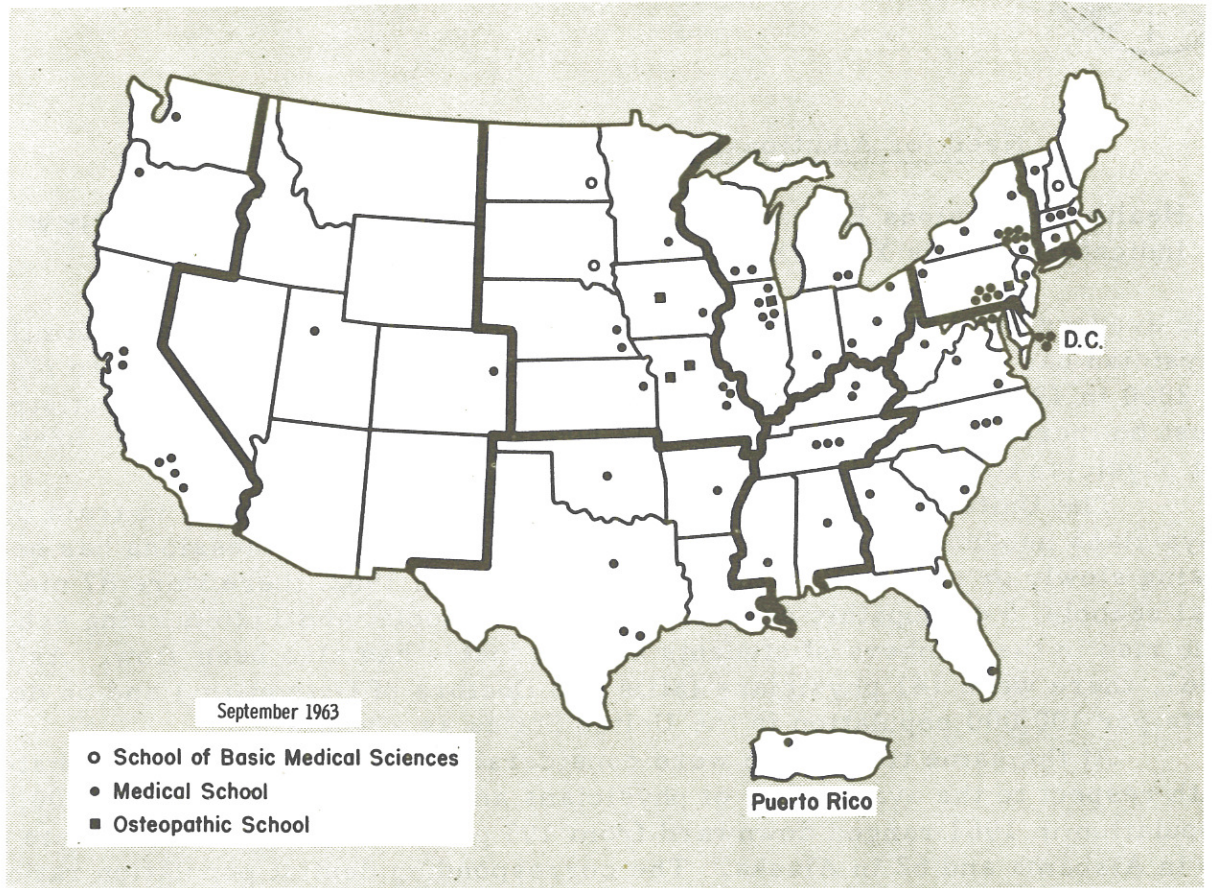 D.C.
September 1963
School of Basic Medical Sciences
Medical School
Osteopathic School
Puerto Rico